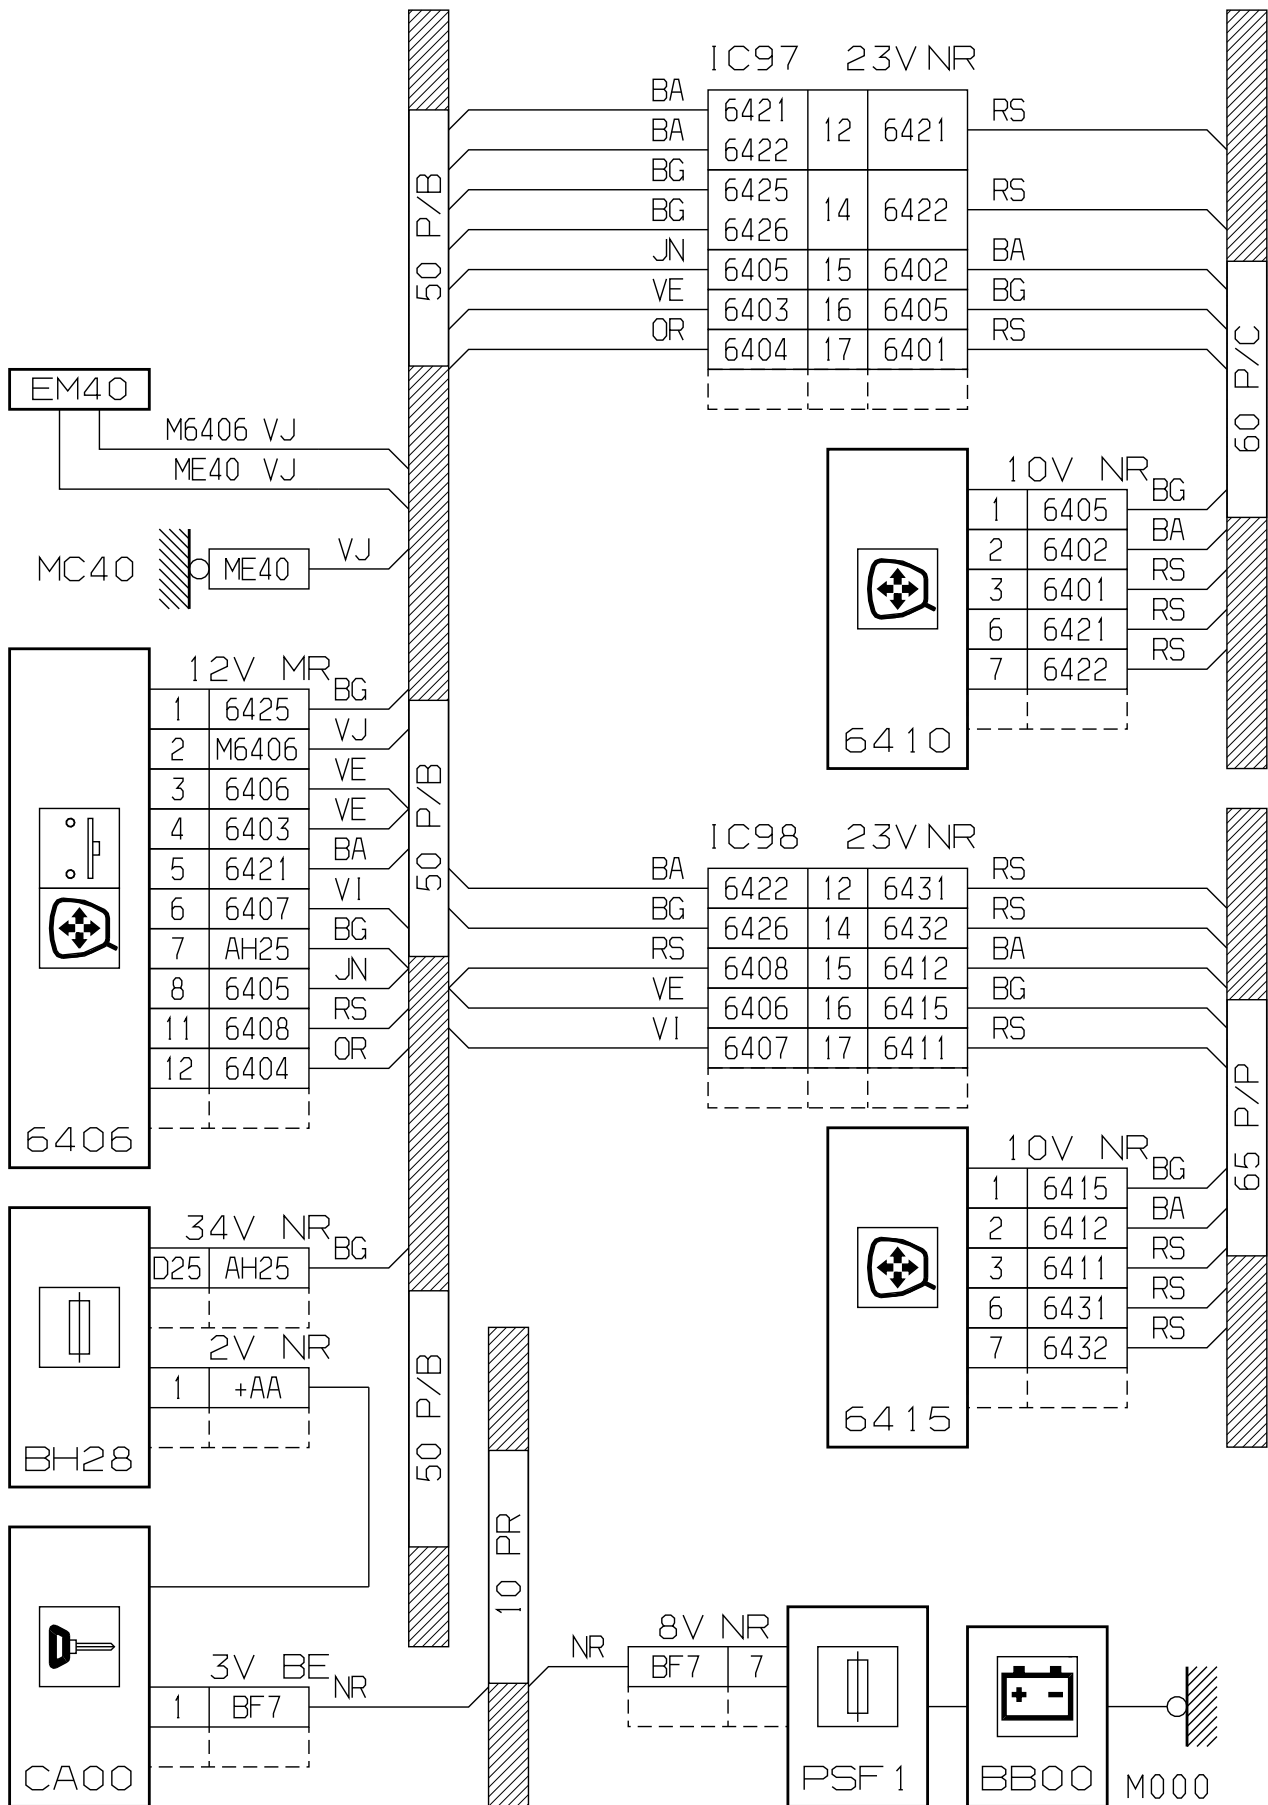 IC97 23V NR
BA 6421 12 6421 RS
BA 6422
BG 6425 14 6422 RS
BG 6426
JN 6405 15 6402 BA
VE 6403 16 6405 BG
OR 6404 17 6401 RS
50 P/B
60 P/C
EM40
M6406 VJ
ME40 VJ
MC40 ME40 VJ
10V NR
1 6405 BG
2 6402 BA
3 6401 RS
6 6421 RS
7 6422 RS
6410
12V MR
1 6425 BG
2 M6406 VJ
3 6406 VE
4 6403 VE
5 6421 BA
6 6407 VI
7 AH25 BG
8 6405 JN
11 6408 RS
12 6404 OR
6406
50 P/B
IC98 23V NR
BA 6422 12 6431 RS
BG 6426 14 6432 RS
RS 6408 15 6412 BA
VE 6406 16 6415 BG
VI 6407 17 6411 RS
65 P/P
10V NR
1 6415 BG
2 6412 BA
3 6411 RS
6 6431 RS
7 6432 RS
6415
34V NR
D25 AH25 BG
2V NR
1 +AA
BH28
50 P/B
10 PR
3V BE
1 BF7 NR
CA00
8V NR
NR BF7 7
PSF1
+ -
BB00
M000